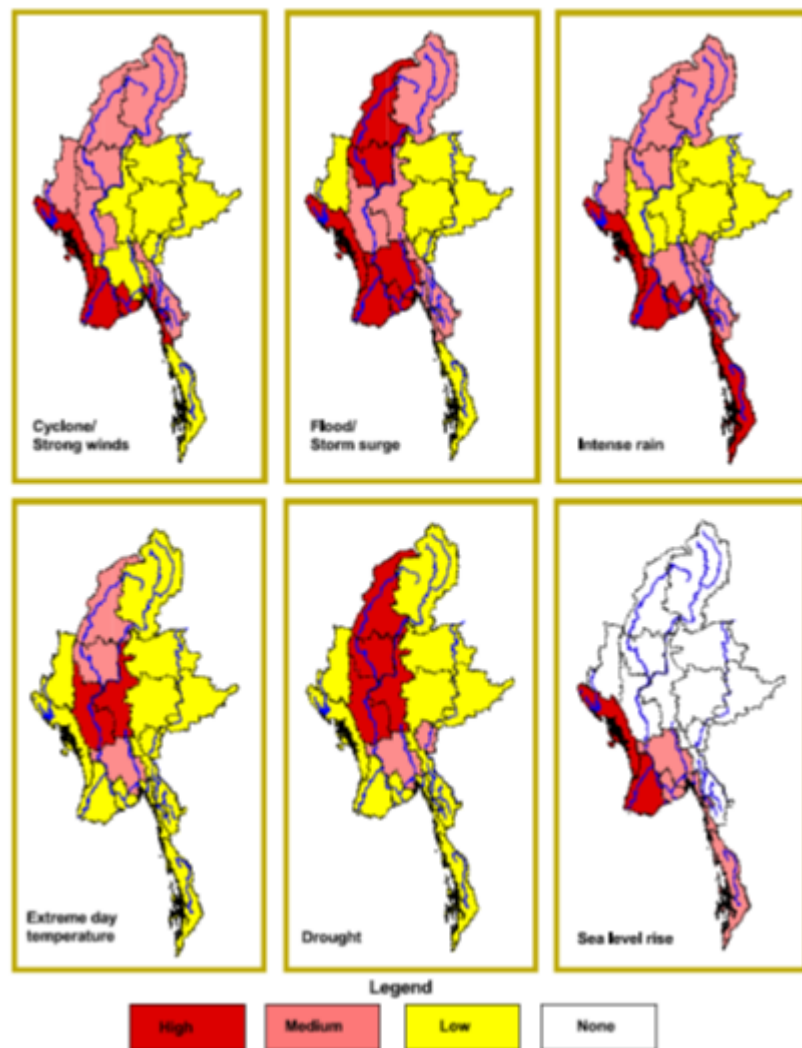 Cyclone/
Strong winds
Flood/
Storm surge
Intense rain
Extreme day
temperature
Drought
Sea level rise
Legend
High
Medium
Low
None